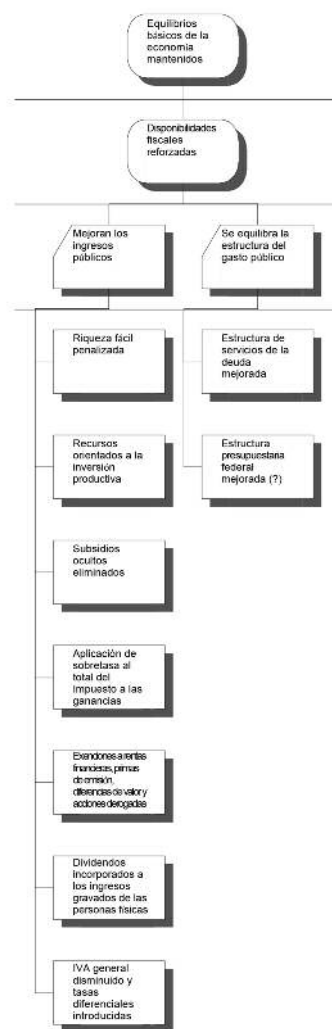 Equilibrios
básicos de la
economía
mantenidos
Disponibilidades
fiscales
reforzadas
Mejoran los
ingresos
públicos
Se equilibra la
estructura del
gasto público
Riqueza fácil
penalizada
Estructura de
servicios de la
deuda
mejorada
Recursos
orientados a la
inversión
productiva
Estructura
presupuestaria
federal
mejorada (?)
Subsidios
ocultos
eliminados
Aplicación de
sobretasa al
total del
impuesto a las
ganancias
Exenciones a rentas
financieras, primas
de emisión,
diferencias de valor y
acciones derogadas
Dividendos
incorporados a
los ingresos
gravados de las
personas físicas
IVA general
disminuido y
tasas
diferenciales
introducidas